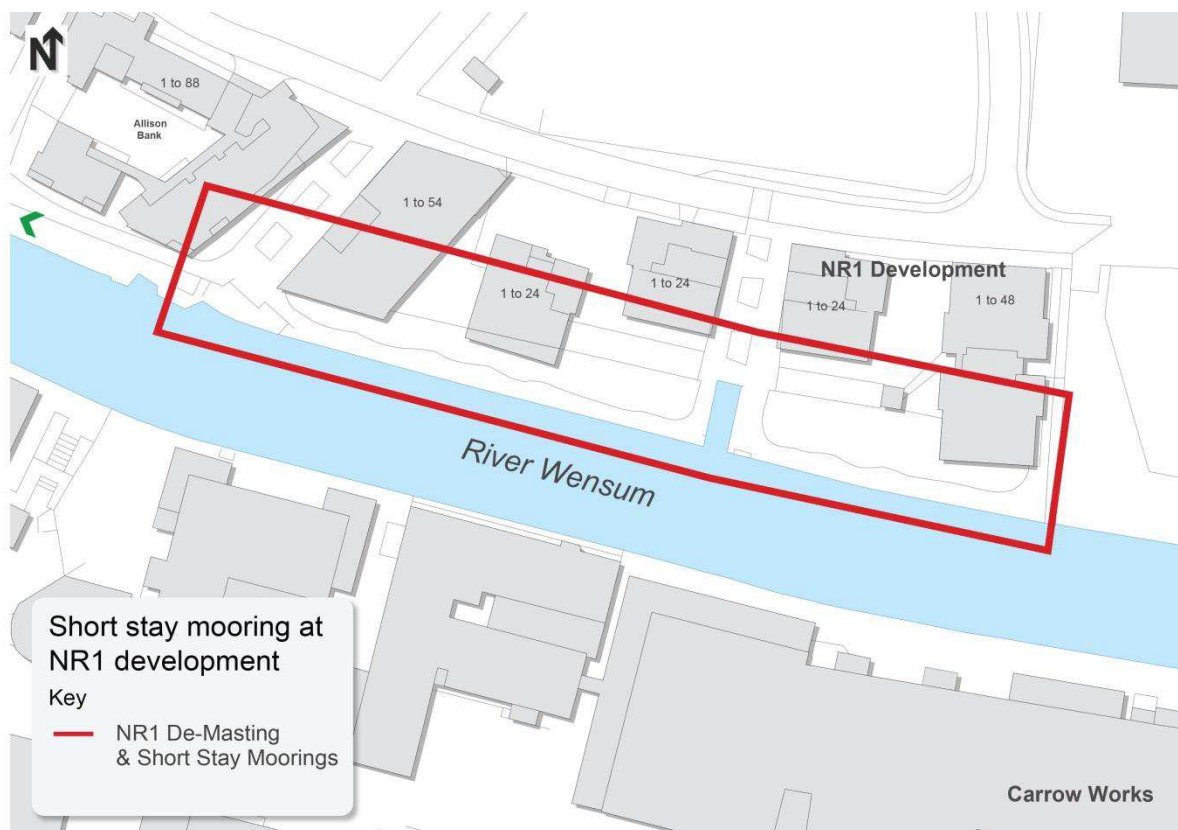 N
1 to 88
Allison
Bank
1 to 54
1 to 24
1 to 24
NR1 Development
1 to 24
1 to 48
River Wensum
Short stay mooring at
NR1 development
Key
NR1 De-Masting
& Short Stay Moorings
Carrow Works